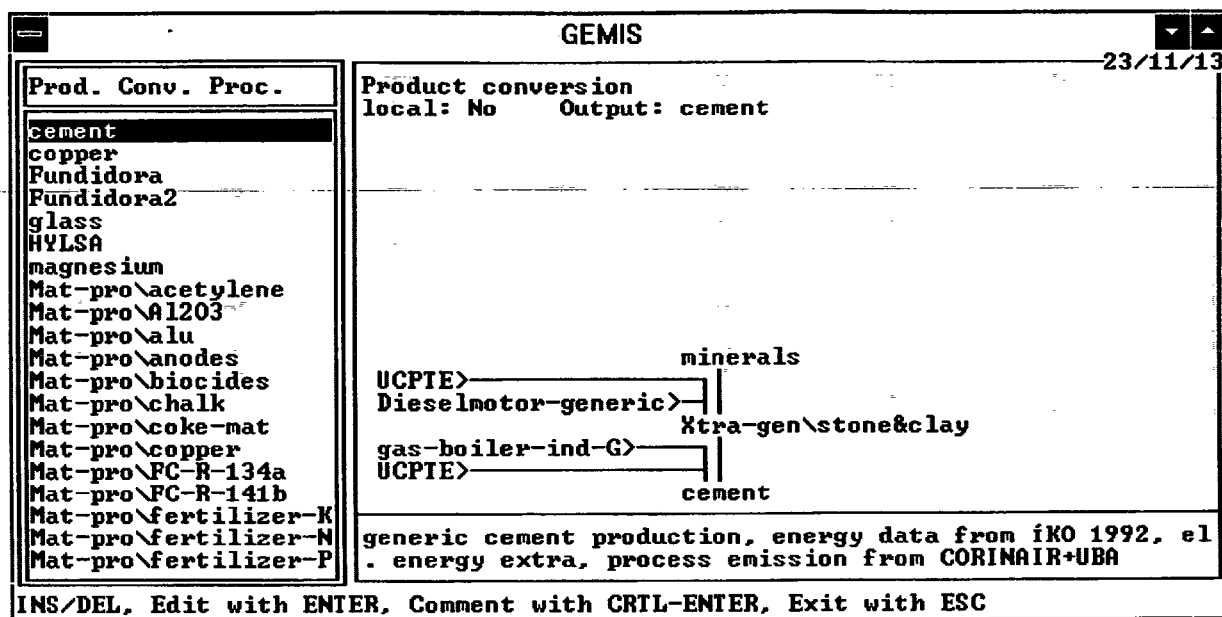 GEMIS
23/11/13
Prod. Conv. Proc.
cement
copper
Fundidora
Fundidora2
glass
HYLSA
magnesium
Mat-pro\acetylene
Mat-pro\Al2O3
Mat-pro\alu
Mat-pro\anodes
Mat-pro\biocides
Mat-pro\chalk
Mat-pro\coke-mat
Mat-pro\copper
Mat-pro\FC-R-134a
Mat-pro\FC-R-141b
Mat-pro\fertilizer-K
Mat-pro\fertilizer-N
Mat-pro\fertilizer-P
Product conversion
local: No Output: cement
minerals
UCPTE>
Dieselmotor-generic>
Xtra-gen\stone&clay
gas-boiler-ind-G>
UCPTE>
cement
generic cement production, energy data from íKO 1992, el
. energy extra, process emission from CORINAIR+UBA
INS/DEL, Edit with ENTER, Comment with CRTL-ENTER, Exit with ESC